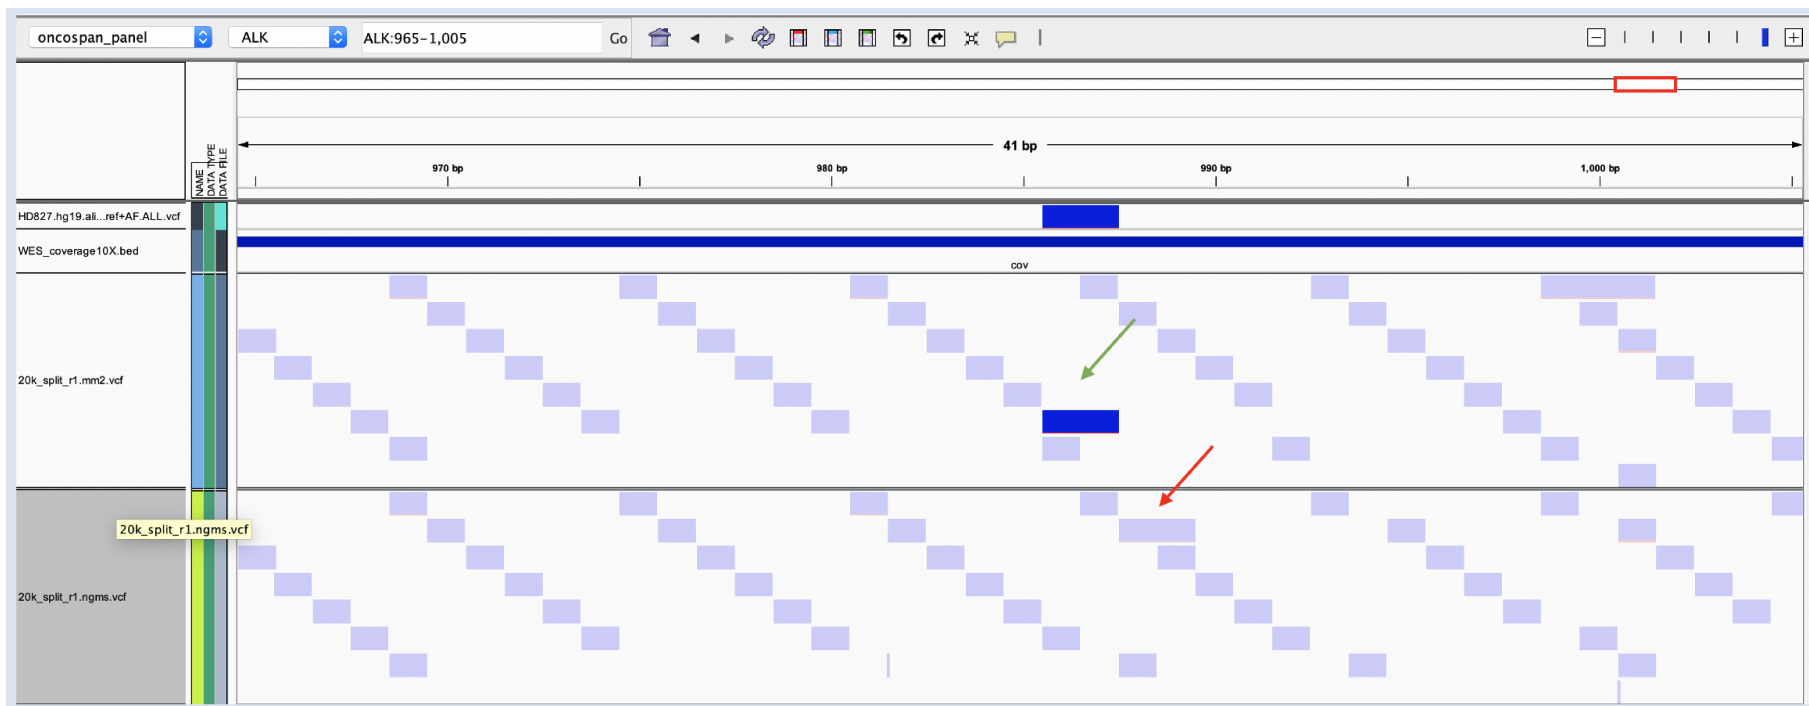 oncospan_panel ALK ALK:965-1,005 Go
NAME
DATA TYPE
DATA FILE
41 bp
970 bp 980 bp 990 bp 1,000 bp
HD827.hg19.ali...ref+AF.ALL.vcf
WES_coverage10X.bed
cov
20k_split_r1.mm2.vcf
20k_split_r1.ngms.vcf
20k_split_r1.ngms.vcf